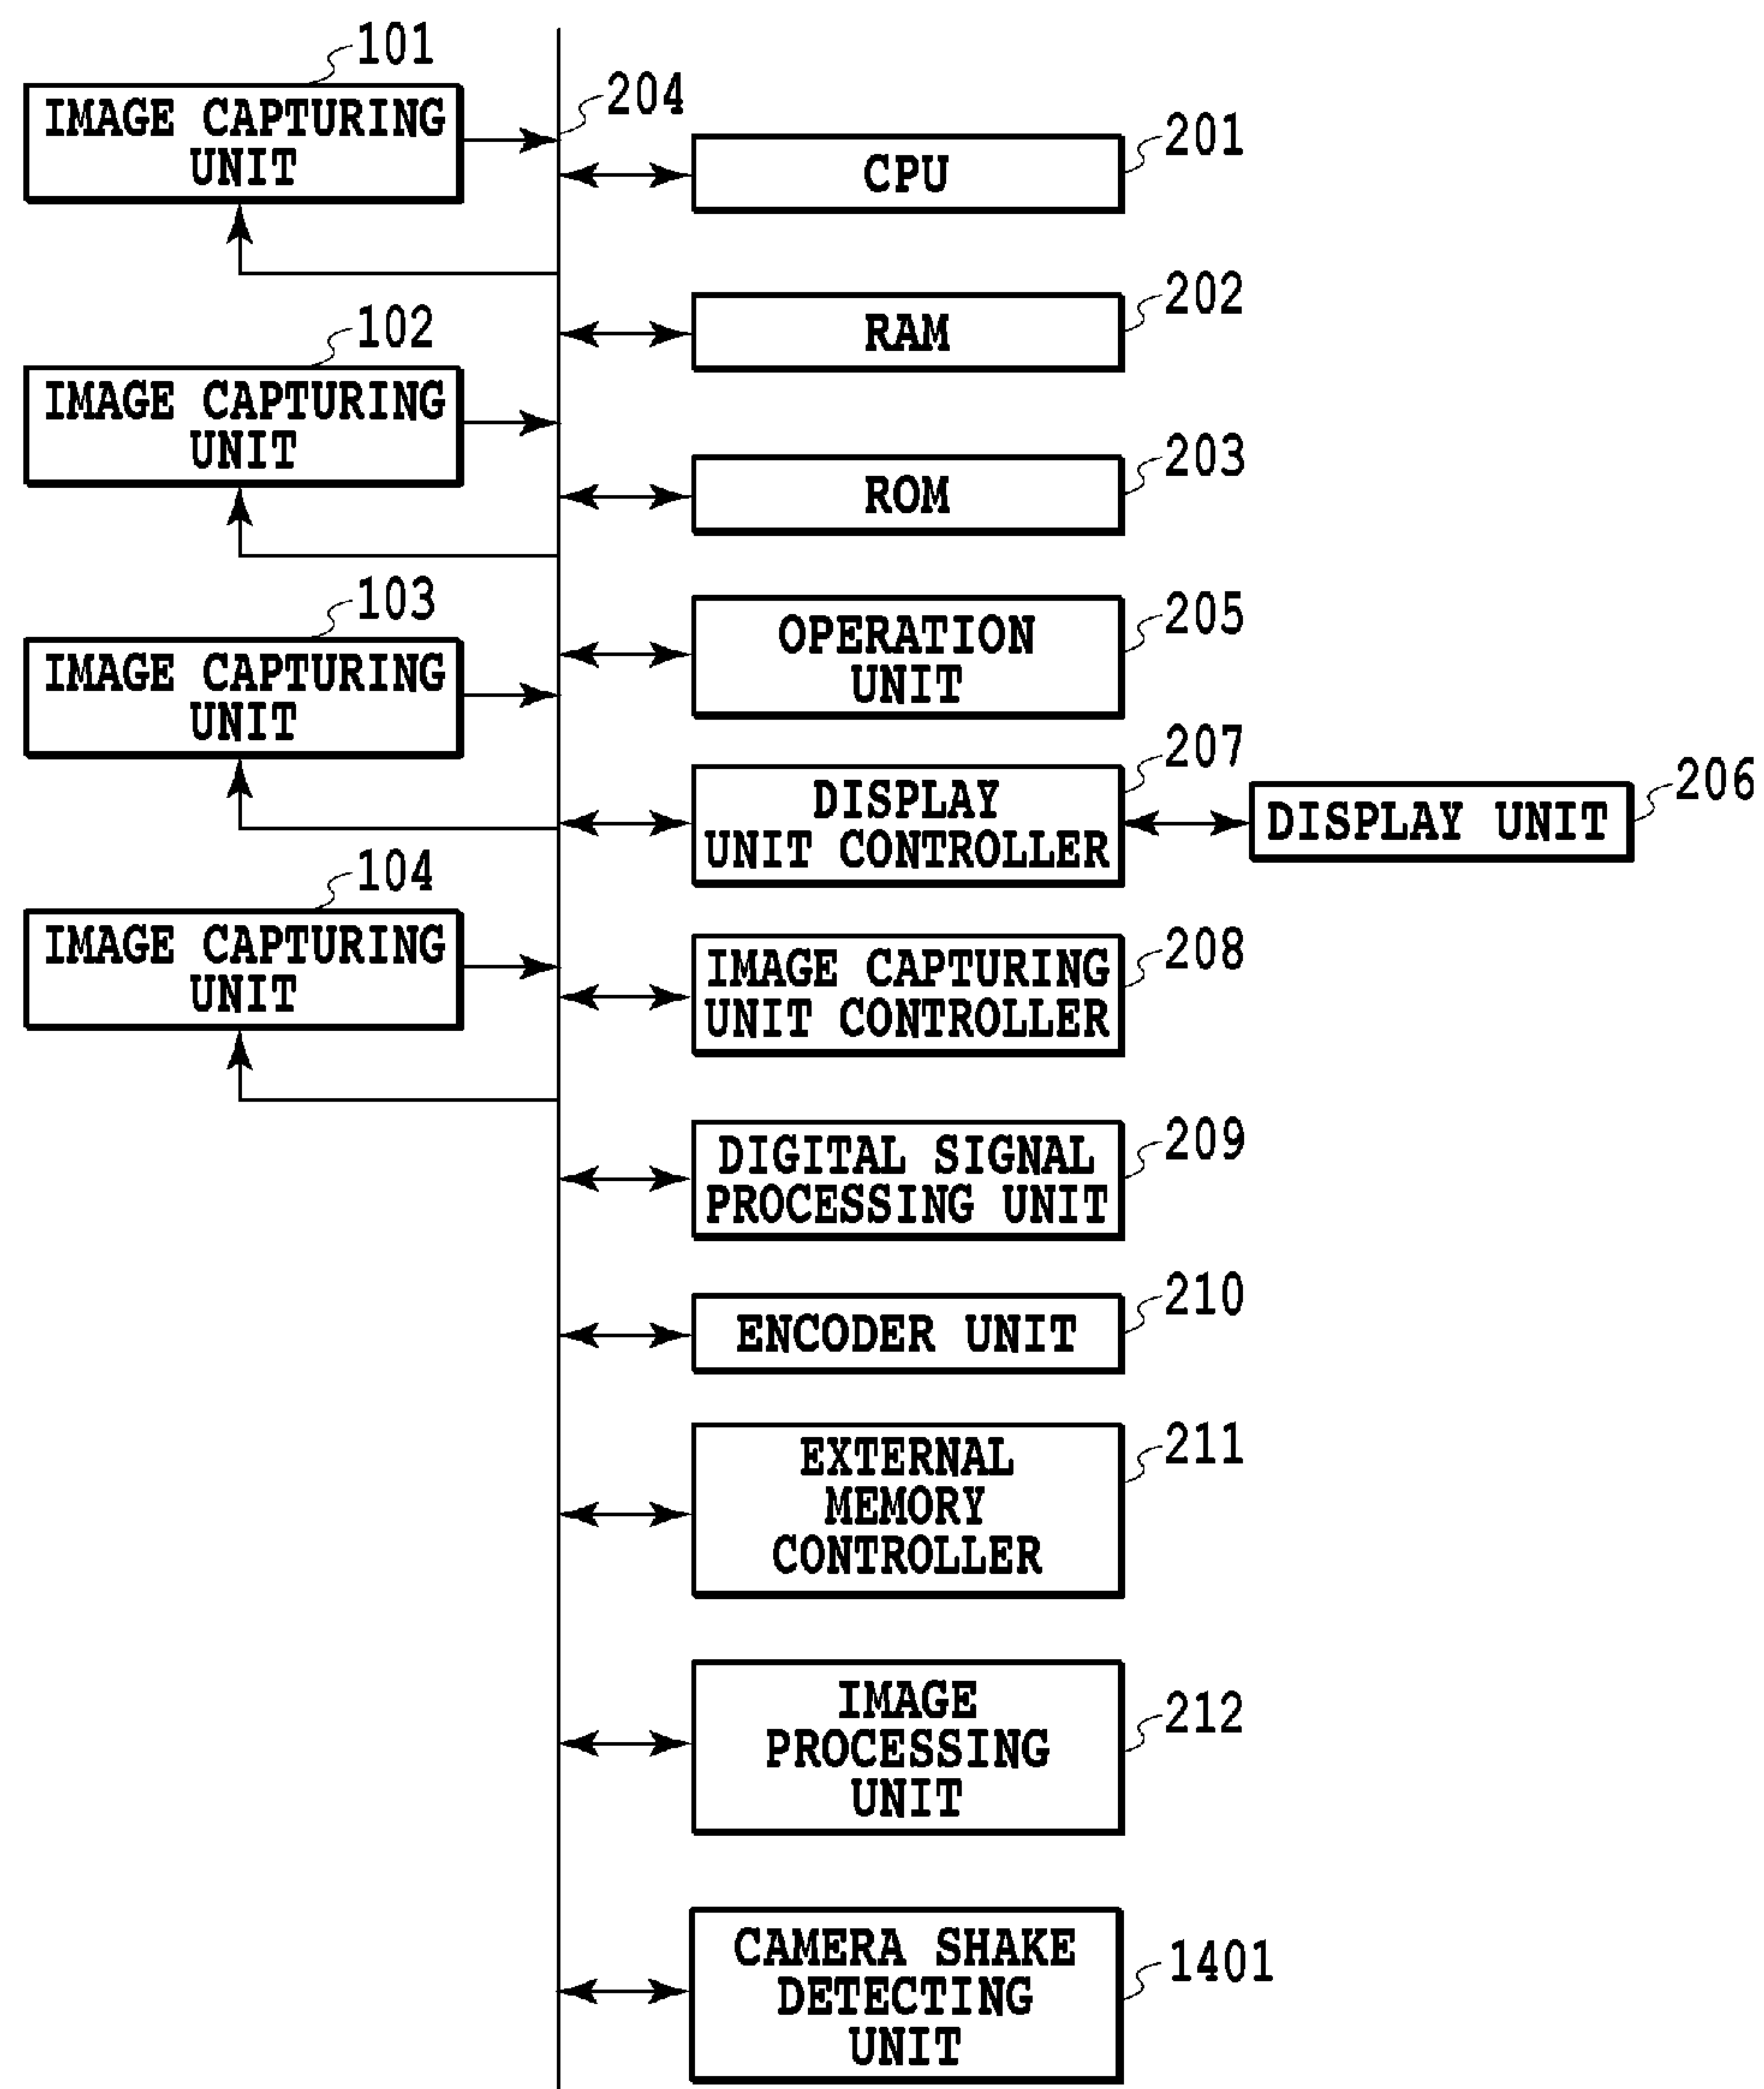 101
IMAGE CAPTURING
UNIT
204
201
CPU
202
RAM
102
IMAGE CAPTURING
UNIT
203
ROM
103
IMAGE CAPTURING
UNIT
205
OPERATION
UNIT
207
DISPLAY
UNIT CONTROLLER
206
DISPLAY UNIT
104
IMAGE CAPTURING
UNIT
208
IMAGE CAPTURING
UNIT CONTROLLER
209
DIGITAL SIGNAL
PROCESSING UNIT
210
ENCODER UNIT
211
EXTERNAL
MEMORY
CONTROLLER
212
IMAGE
PROCESSING
UNIT
1401
CAMERA SHAKE
DETECTING
UNIT